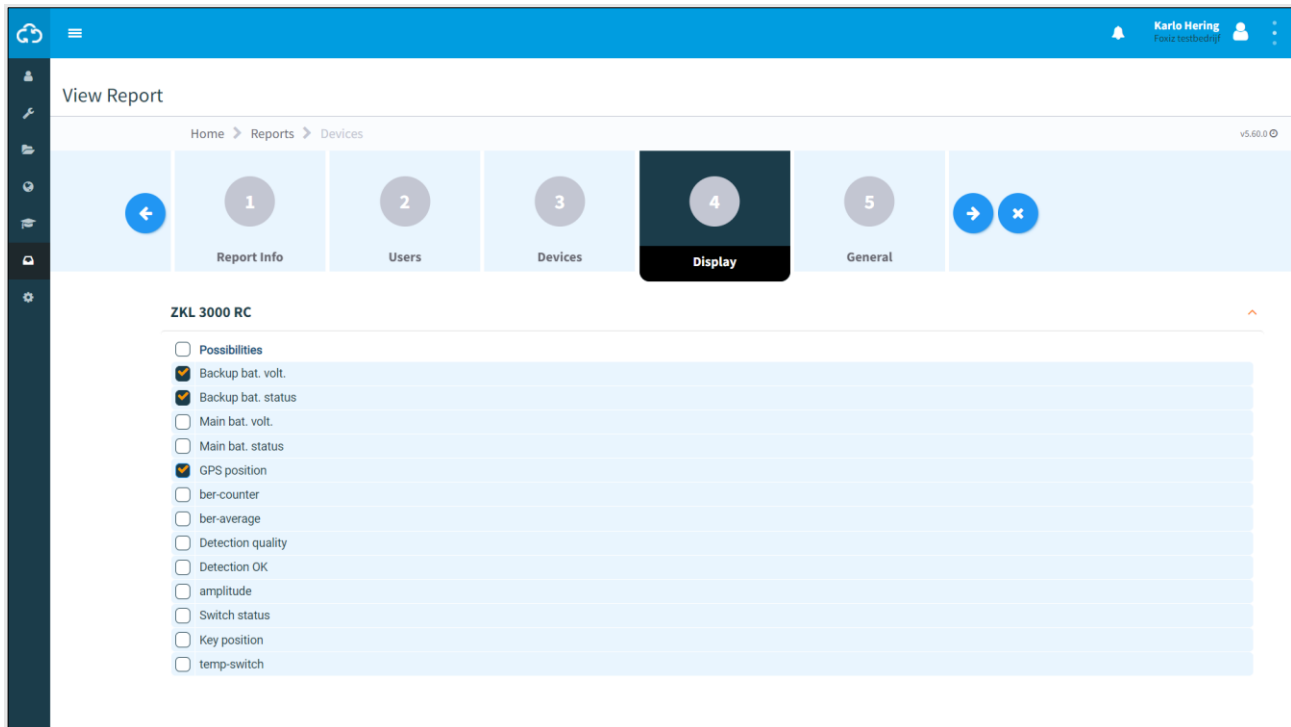 Karlo Hering
Foxiz testbedrijf
View Report
Home Reports Devices
v5.60.0
1 2 3 4 5
Report Info Users Devices Display General
ZKL 3000 RC
Possibilities
Backup bat. volt.
Backup bat. status
Main bat. volt.
Main bat. status
GPS position
ber-counter
ber-average
Detection quality
Detection OK
amplitude
Switch status
Key position
temp-switch